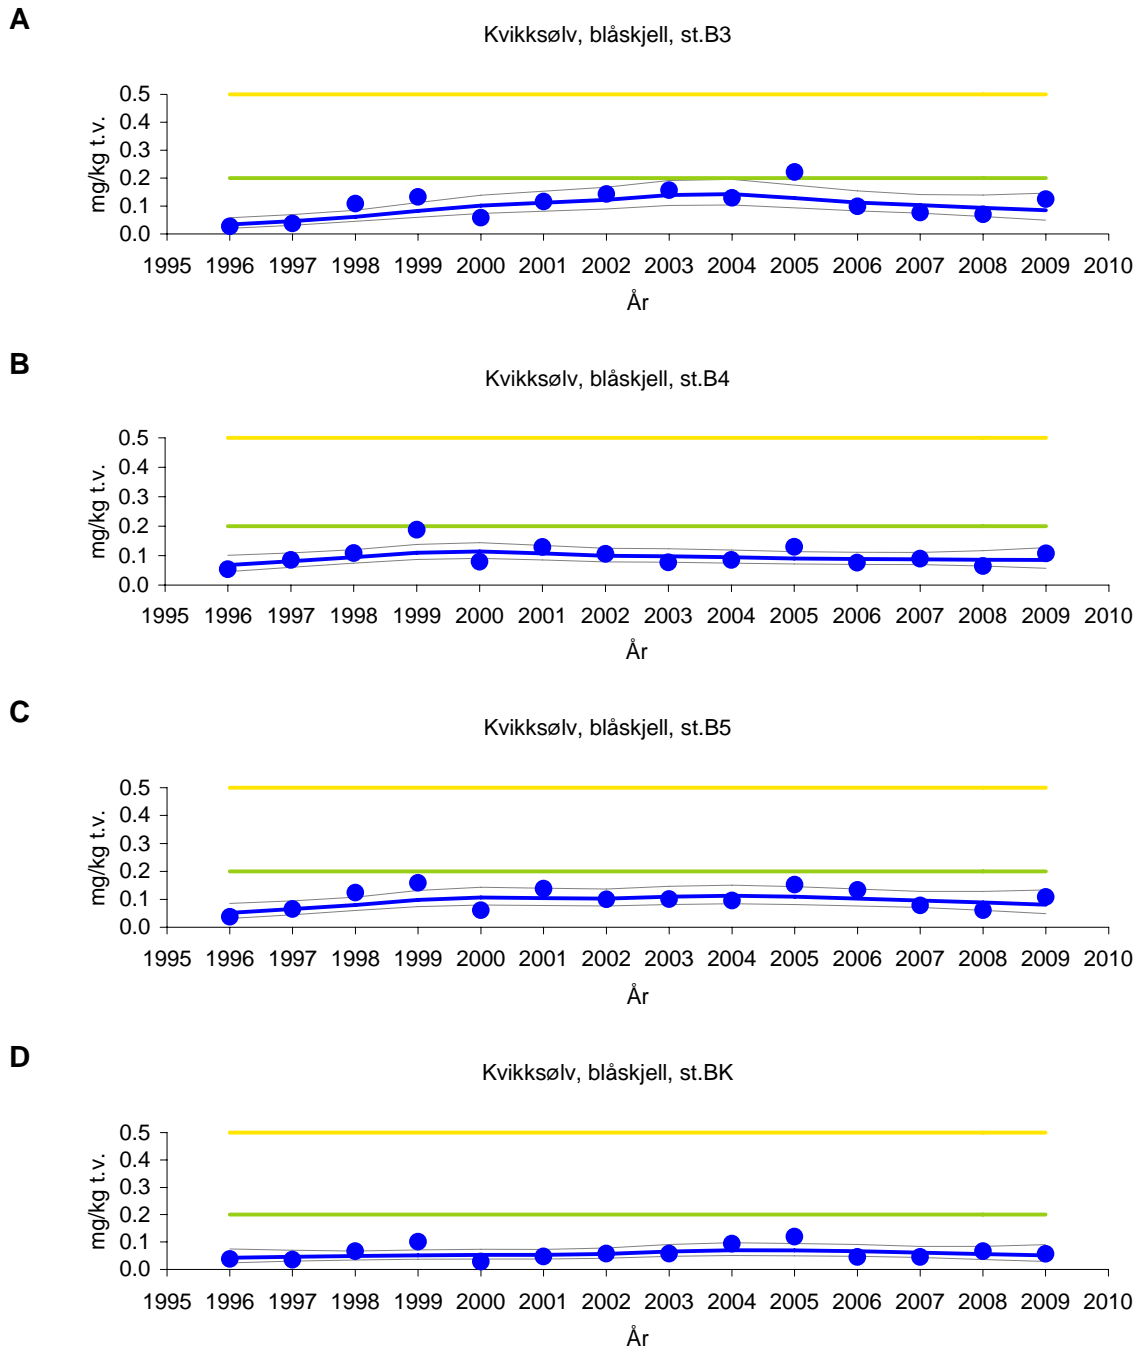 A
Kvikksølv, blåskjell, st.B3
mg/kg t.v.
0.5
0.4
0.3
0.2
0.1
0.0
1995 1996 1997 1998 1999 2000 2001 2002 2003 2004 2005 2006 2007 2008 2009 2010
År
B
Kvikksølv, blåskjell, st.B4
mg/kg t.v.
0.5
0.4
0.3
0.2
0.1
0.0
1995 1996 1997 1998 1999 2000 2001 2002 2003 2004 2005 2006 2007 2008 2009 2010
År
C
Kvikksølv, blåskjell, st.B5
mg/kg t.v.
0.5
0.4
0.3
0.2
0.1
0.0
1995 1996 1997 1998 1999 2000 2001 2002 2003 2004 2005 2006 2007 2008 2009 2010
År
D
Kvikksølv, blåskjell, st.BK
mg/kg t.v.
0.5
0.4
0.3
0.2
0.1
0.0
1995 1996 1997 1998 1999 2000 2001 2002 2003 2004 2005 2006 2007 2008 2009 2010
År